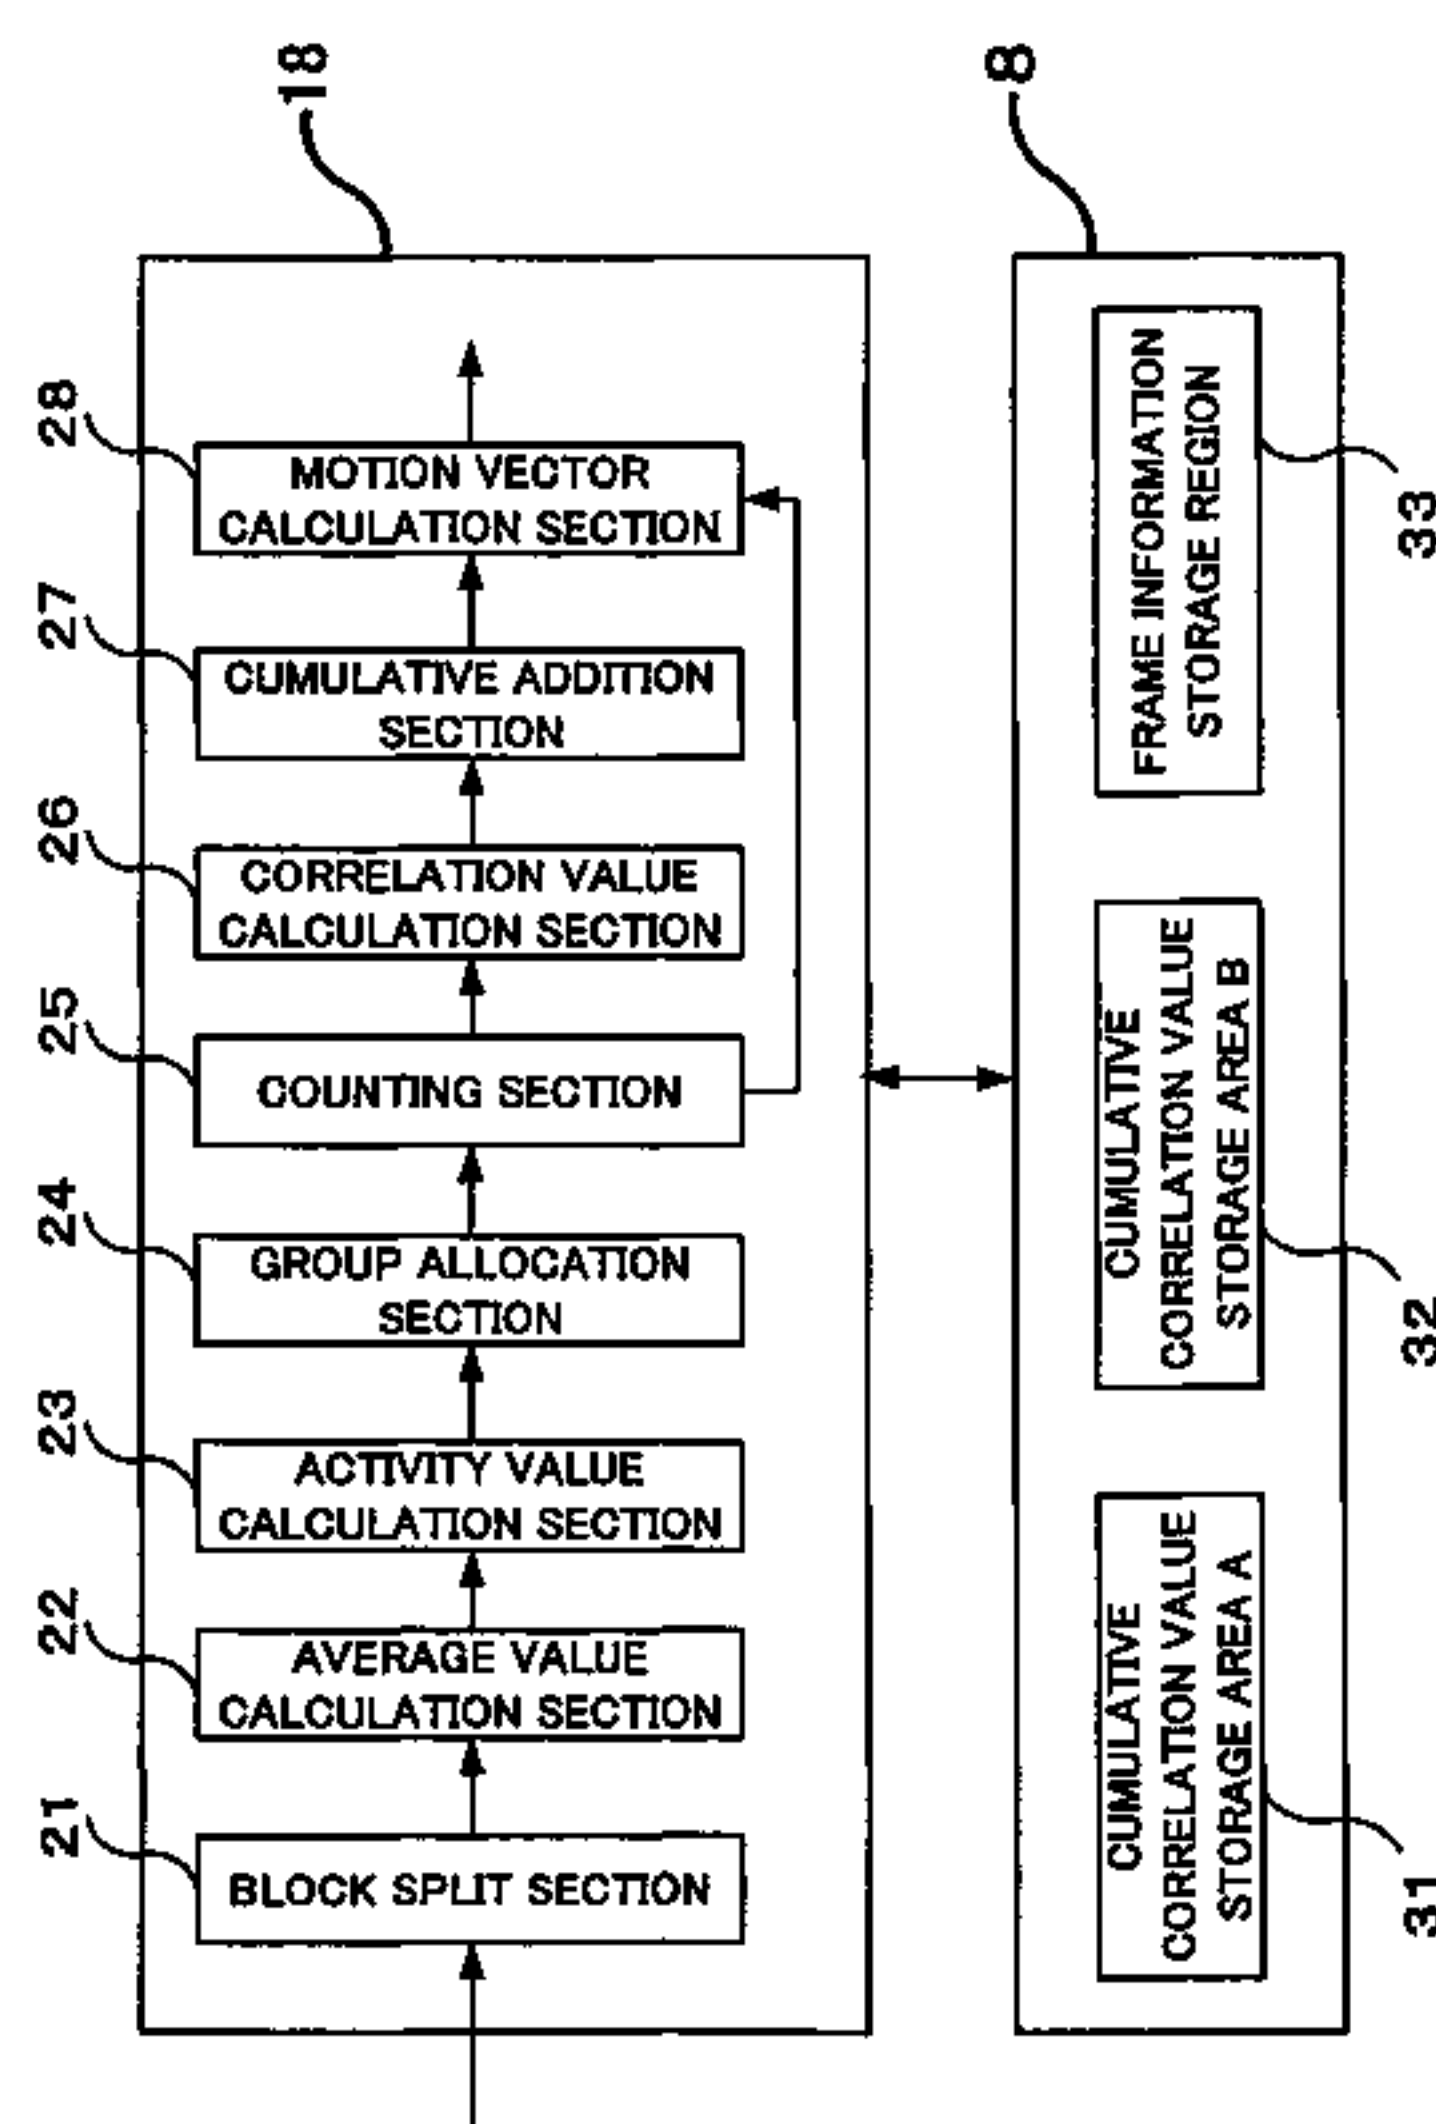 18
28
MOTION VECTOR
CALCULATION SECTION
27
CUMULATIVE ADDITION
SECTION
26
CORRELATION VALUE
CALCULATION SECTION
25
COUNTING SECTION
24
GROUP ALLOCATION
SECTION
23
ACTIVITY VALUE
CALCULATION SECTION
22
AVERAGE VALUE
CALCULATION SECTION
21
BLOCK SPLIT SECTION
8
FRAME INFORMATION
STORAGE REGION
33
CUMULATIVE
CORRELATION VALUE
STORAGE AREA B
32
CUMULATIVE
CORRELATION VALUE
STORAGE AREA A
31